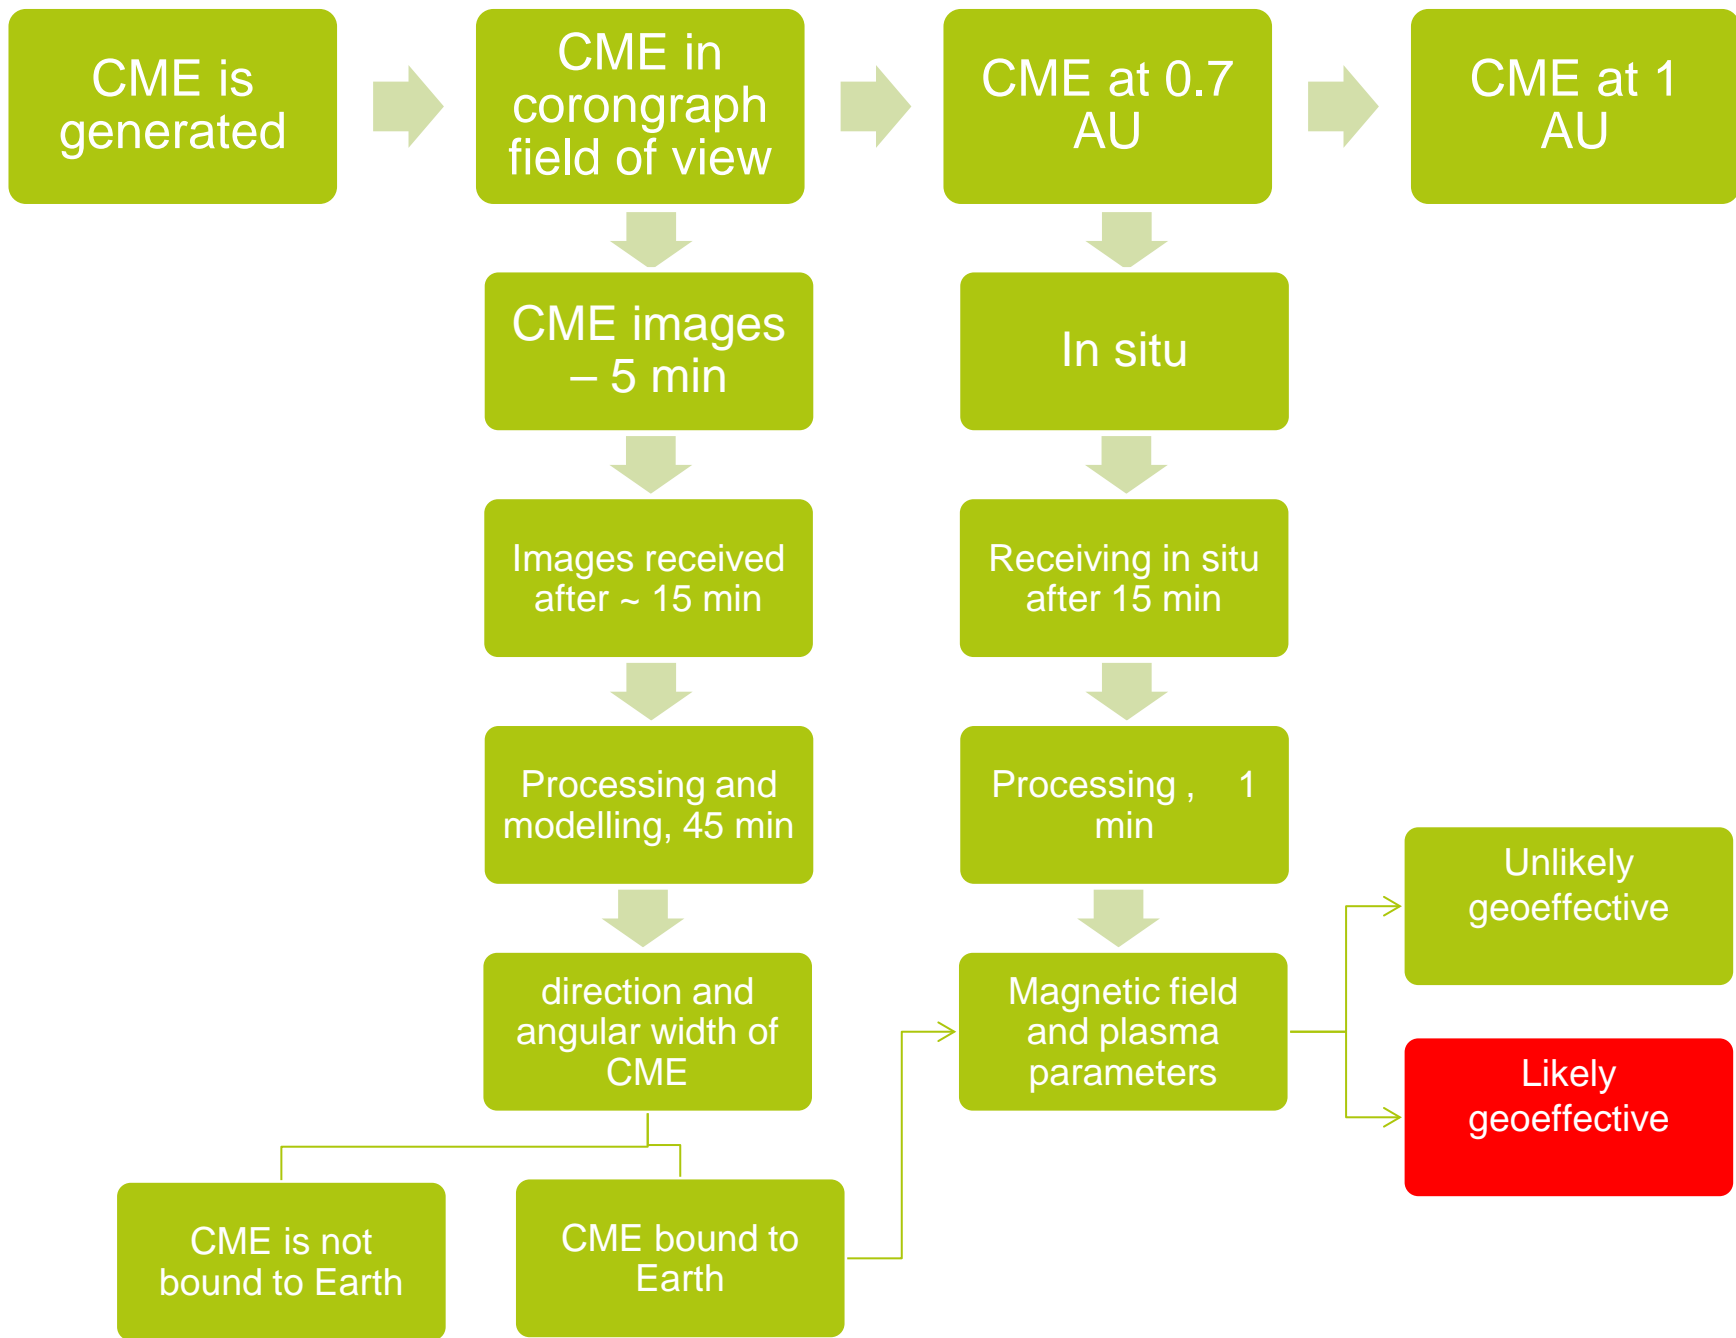 CME is
generated
CME in
corongraph
field of view
CME at 0.7
AU
CME at 1
AU
CME images
– 5 min
In situ
Images received
after ~ 15 min
Receiving in situ
after 15 min
Processing and
modelling, 45 min
Processing , 1
min
Unlikely
geoeffective
direction and
angular width of
CME
Magnetic field
and plasma
parameters
Likely
geoeffective
CME is not
bound to Earth
CME bound to
Earth